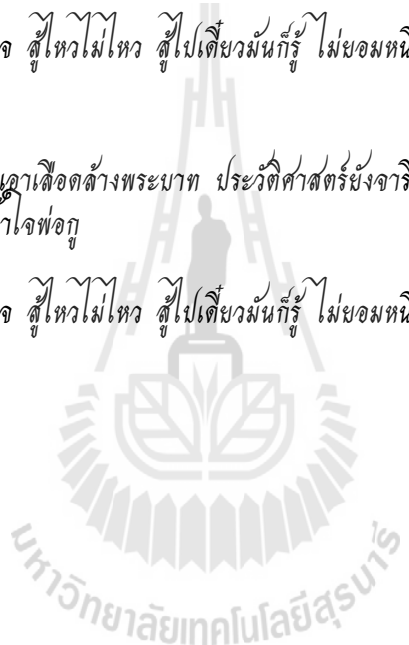 จ สู้ไหวไม่ไหว สู้ไปเดี๋ยวมันก็รู้ ไม่ยอมหนี
เอาเลือดล้างพระบาท ประวัติศาสตร์ยังจารึ
าใจพ่อกู
จ สู้ไหวไม่ไหว สู้ไปเดี๋ยวมันก็รู้ ไม่ยอมหนี
มหาวิทยาลัยเทคโนโลยีสุรนารี